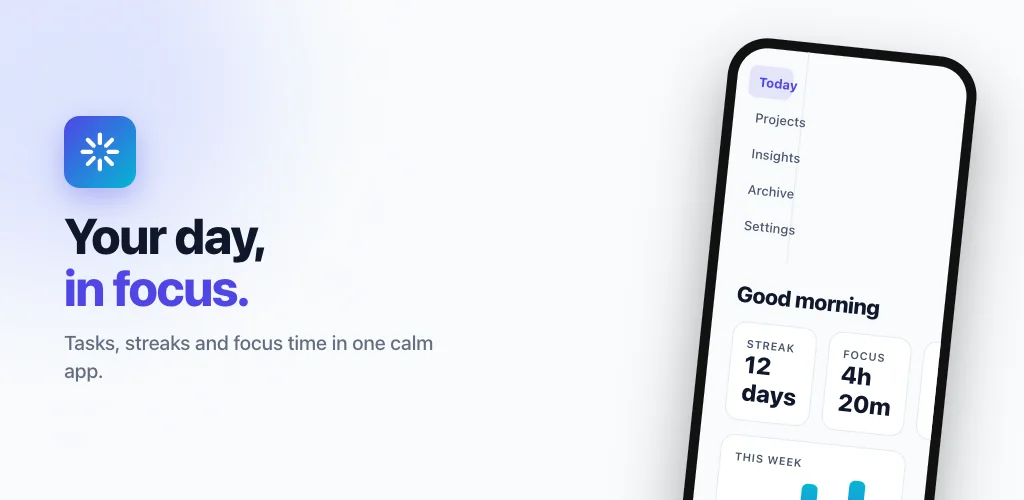 Your day,
in focus.
Tasks, streaks and focus time in one calm
app.
Today
Projects
Insights
Archive
Settings
Good morning
STREAK
12
days
FOCUS
4h
20m
THIS WEEK